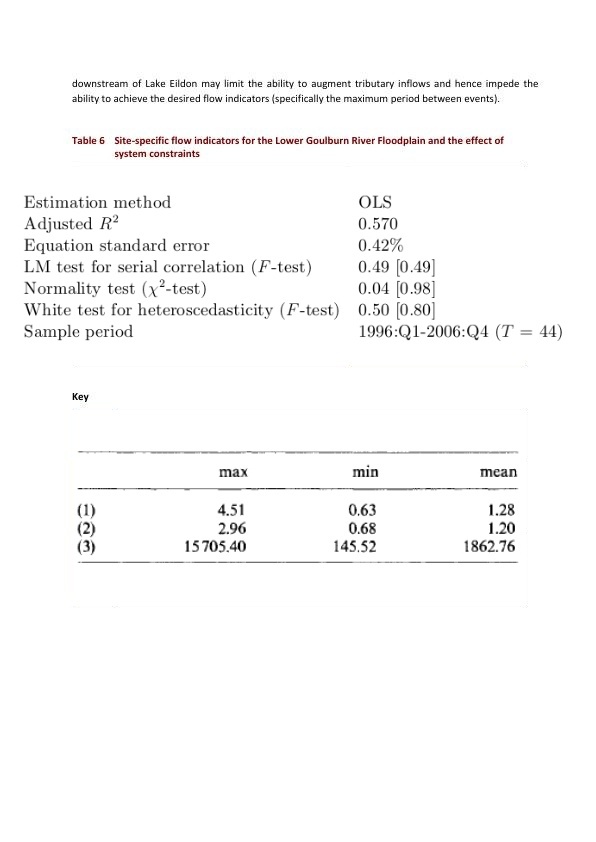 downstream of Lake Eildon may limit the ability to augment tributary inflows and hence impede the
ability to achieve the desired flow indicators (specifically the maximum period between events).
Table 6 Site-specific flow indicators for the Lower Goulburn River Floodplain and the effect of
system constraints
Estimation method OLS
Adjusted R² 0.570
Equation standard error 0.42%
LM test for serial correlation (F-test) 0.49 [0.49]
Normality test (χ²-test) 0.04 [0.98]
White test for heteroscedasticity (F-test) 0.50 [0.80]
Sample period 1996:Q1-2006:Q4 (T = 44)
Key
max min mean
(1) 4.51 0.63 1.28
(2) 2.96 0.68 1.20
(3) 15705.40 145.52 1862.76